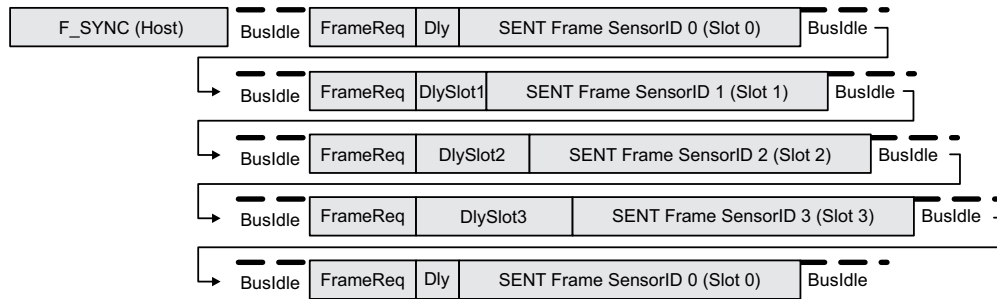 F_SYNC (Host) BusIdle FrameReq Dly SENT Frame SensorID 0 (Slot 0) BusIdle
BusIdle FrameReq DlySlot1 SENT Frame SensorID 1 (Slot 1) BusIdle
BusIdle FrameReq DlySlot2 SENT Frame SensorID 2 (Slot 2) BusIdle
BusIdle FrameReq DlySlot3 SENT Frame SensorID 3 (Slot 3) BusIdle
BusIdle FrameReq Dly SENT Frame SensorID 0 (Slot 0) BusIdle